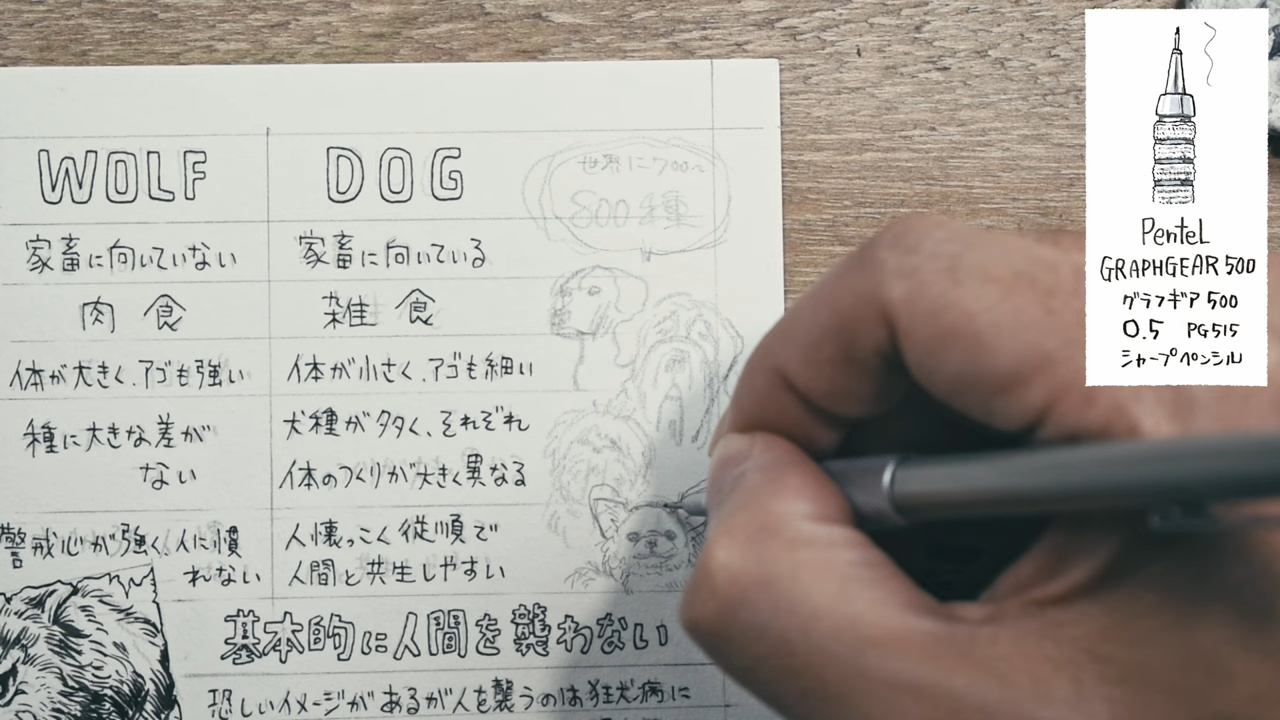 WOLF
DOG
世界に700〜
800種
家畜に向いていない
家畜に向いている
肉食
雑食
体が大きく、アゴも強い
体が小さく、アゴも細い
種に大きな差が
ない
犬種が多く、それぞれ
体のつくりが大きく異なる
警戒心が強く、人に慣
れない
人懐っこく従順で
人間と共生しやすい
基本的に人間を襲わない
恐しいイメージがあるが人を襲うのは狂犬病に
PenteL
GRAPHGEAR 500
グラフギア 500
0.5 PG515
シャープペンシル